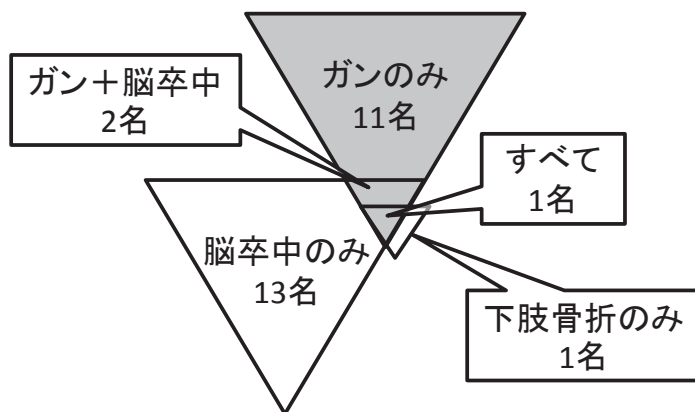 ガンのみ
11名
ガン＋脳卒中
2名
すべて
1名
脳卒中のみ
13名
下肢骨折のみ
1名